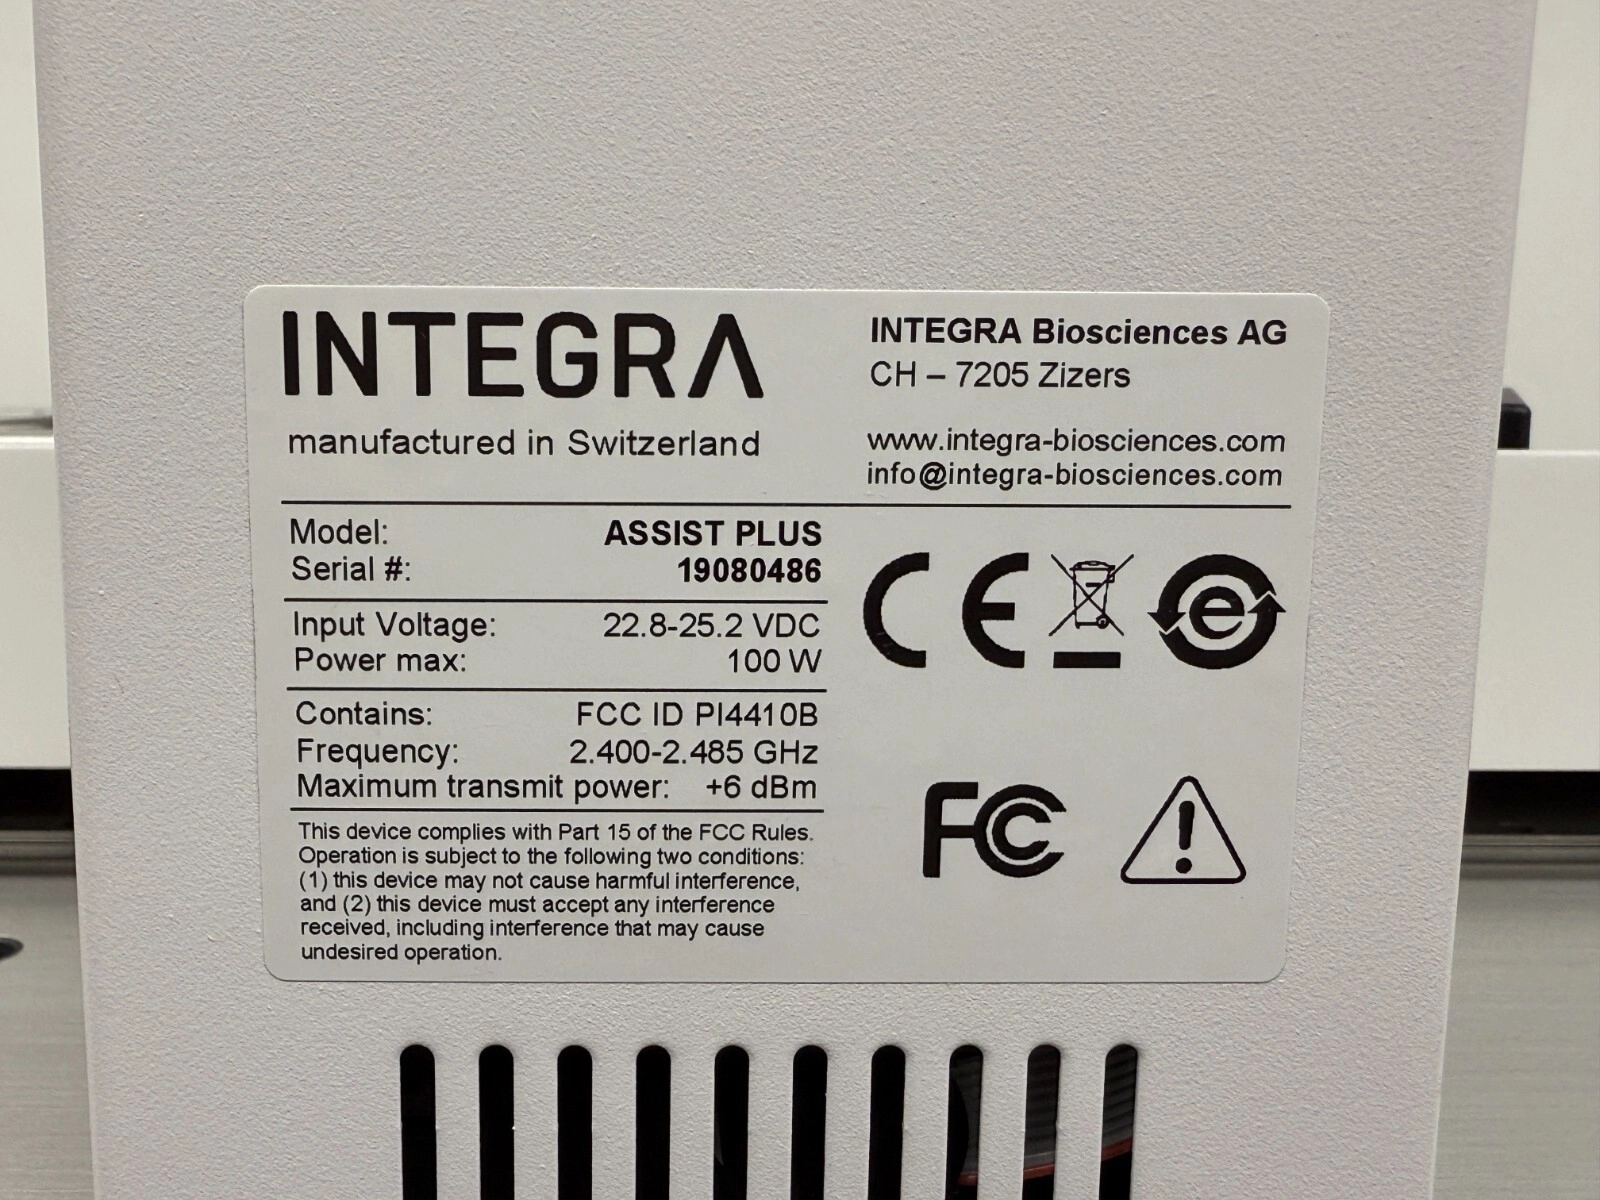 INTEGRA
manufactured in Switzerland
INTEGRA Biosciences AG
CH – 7205 Zizers
www.integra-biosciences.com
info@integra-biosciences.com
Model: ASSIST PLUS
Serial #: 19080486
Input Voltage: 22.8-25.2 VDC
Power max: 100 W
Contains: FCC ID PI4410B
Frequency: 2.400-2.485 GHz
Maximum transmit power: +6 dBm
This device complies with Part 15 of the FCC Rules.
Operation is subject to the following two conditions:
(1) this device may not cause harmful interference,
and (2) this device must accept any interference
received, including interference that may cause
undesired operation.
CE
e
FC
!